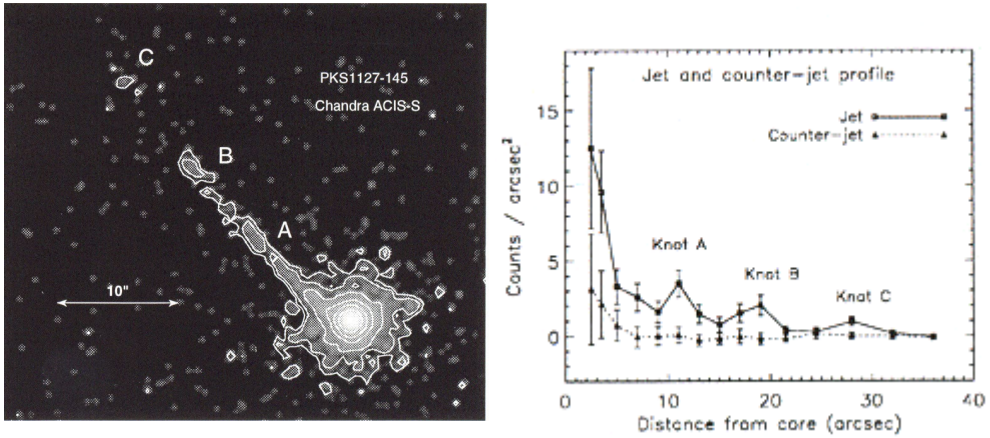 C
PKS1127-145
Chandra ACIS-S
B
A
10"
Jet and counter-jet profile
Jet
Counter-jet
Knot A
Knot B
Knot C
15
10
5
0
Counts / arcsec²
0 10 20 30 40
Distance from core (arcsec)